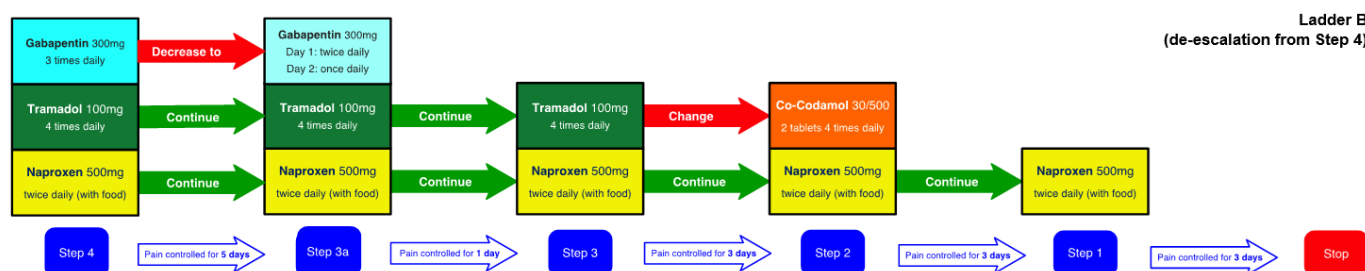 Ladder B
(de-escalation from Step 4)
Gabapentin 300mg
3 times daily
Decrease to
Gabapentin 300mg
Day 1: twice daily
Day 2: once daily
Tramadol 100mg
4 times daily
Continue
Tramadol 100mg
4 times daily
Continue
Tramadol 100mg
4 times daily
Change
Co-Codamol 30/500
2 tablets 4 times daily
Naproxen 500mg
twice daily (with food)
Continue
Naproxen 500mg
twice daily (with food)
Continue
Naproxen 500mg
twice daily (with food)
Continue
Naproxen 500mg
twice daily (with food)
Continue
Naproxen 500mg
twice daily (with food)
Step 4
Pain controlled for 5 days
Step 3a
Pain controlled for 1 day
Step 3
Pain controlled for 3 days
Step 2
Pain controlled for 3 days
Step 1
Pain controlled for 3 days
Stop